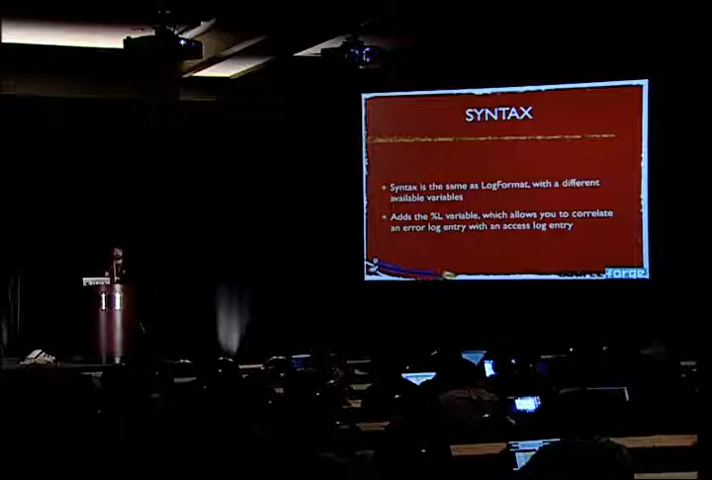 SYNTAX
Syntax is the same as LogFormat, with a different
available variables
Adds the %L variable, which allows you to correlate
an error log entry with an access log entry
sourceforge